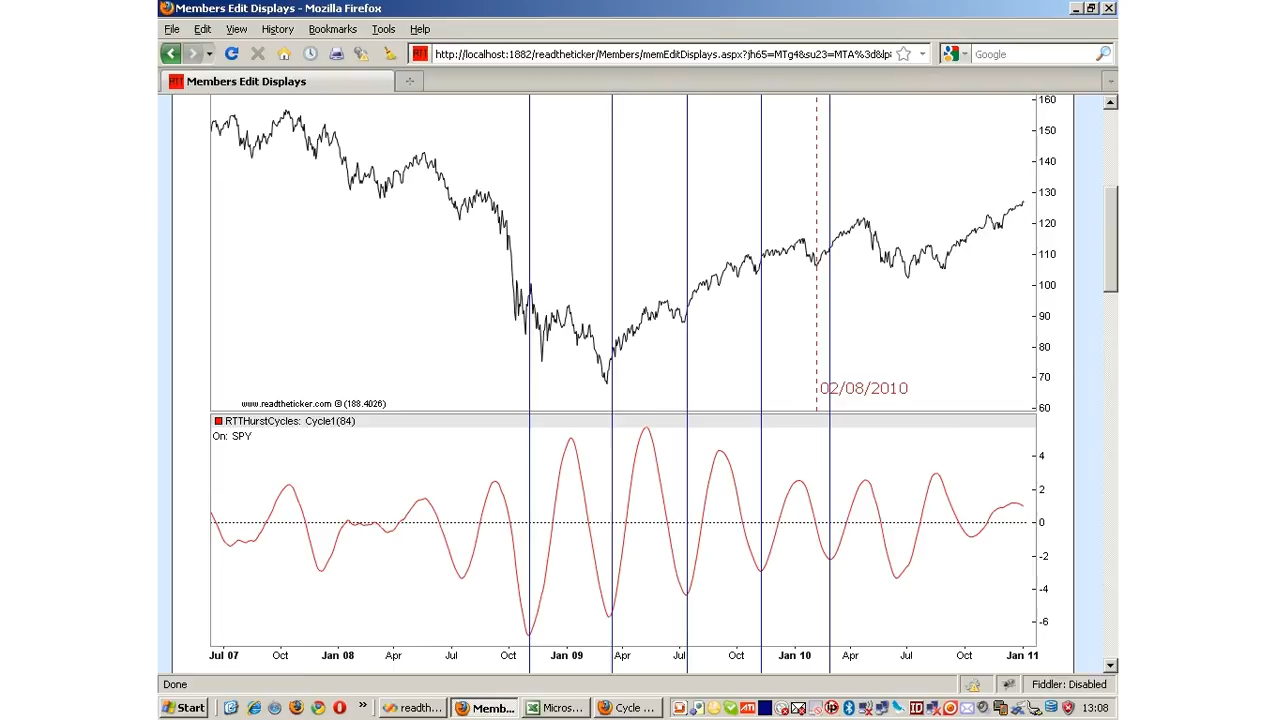 Members Edit Displays - Mozilla Firefox
File Edit View History Bookmarks Tools Help
RTT http://localhost:1882/readtheticker/Members/memEditDisplays.aspx?jh65=MTg4&su23=MTA%3d&lp Google
RTT Members Edit Displays
160
150
140
130
120
110
100
90
80
70
60
02/08/2010
www.readtheticker.com @ (188.4026)
RTTHurstCycles: Cycle1(84)
On: SPY
4
2
0
-2
-4
-6
Jul 07 Oct Jan 08 Apr Jul Oct Jan 09 Apr Jul Oct Jan 10 Apr Jul Oct Jan 11
Done Fiddler: Disabled
Start readth... Memb... Micros... Cycle ... 13:08